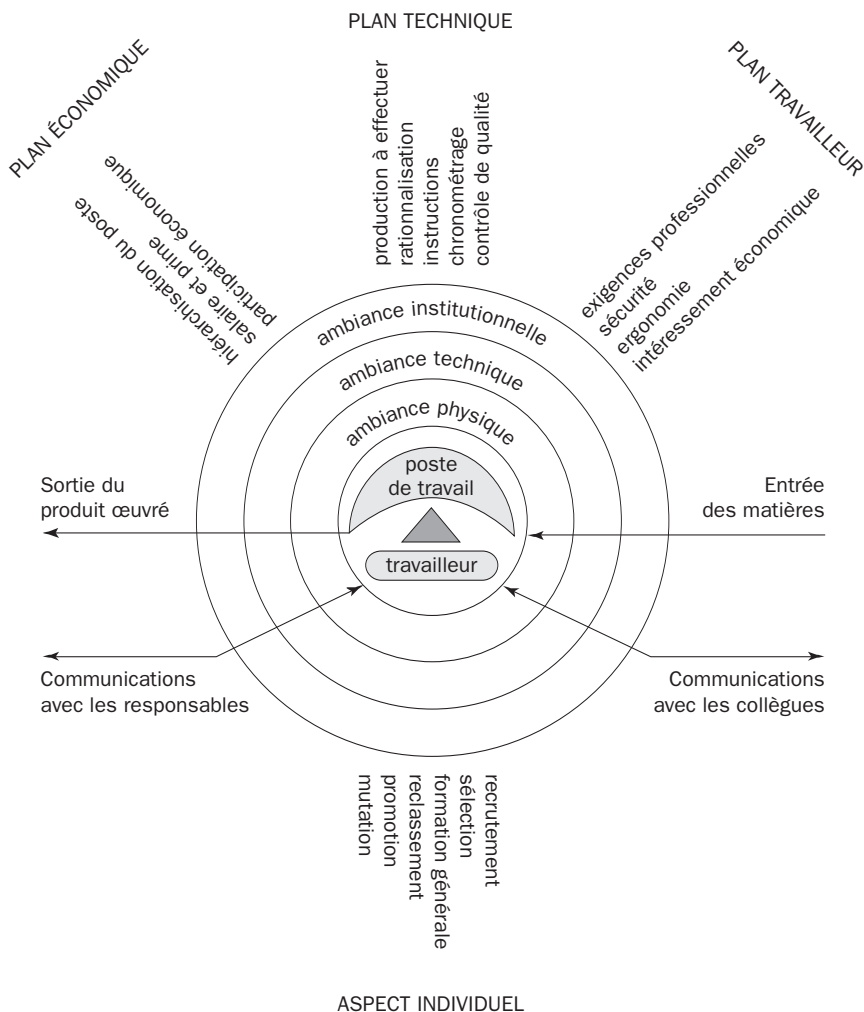 PLAN TECHNIQUE
PLAN ÉCONOMIQUE
PLAN TRAVAILLEUR
hiérarchisation du poste
salaire et prime
participation économique
production à effectuer
rationnalisation
instructions
chronométrage
contrôle de qualité
exigences professionnelles
sécurité
ergonomie
intéressement économique
ambiance institutionnelle
ambiance technique
ambiance physique
poste
de travail
travailleur
Sortie du
produit œuvré
Entrée
des matières
Communications
avec les responsables
Communications
avec les collègues
recrutement
sélection
formation générale
reclassement
promotion
mutation
ASPECT INDIVIDUEL